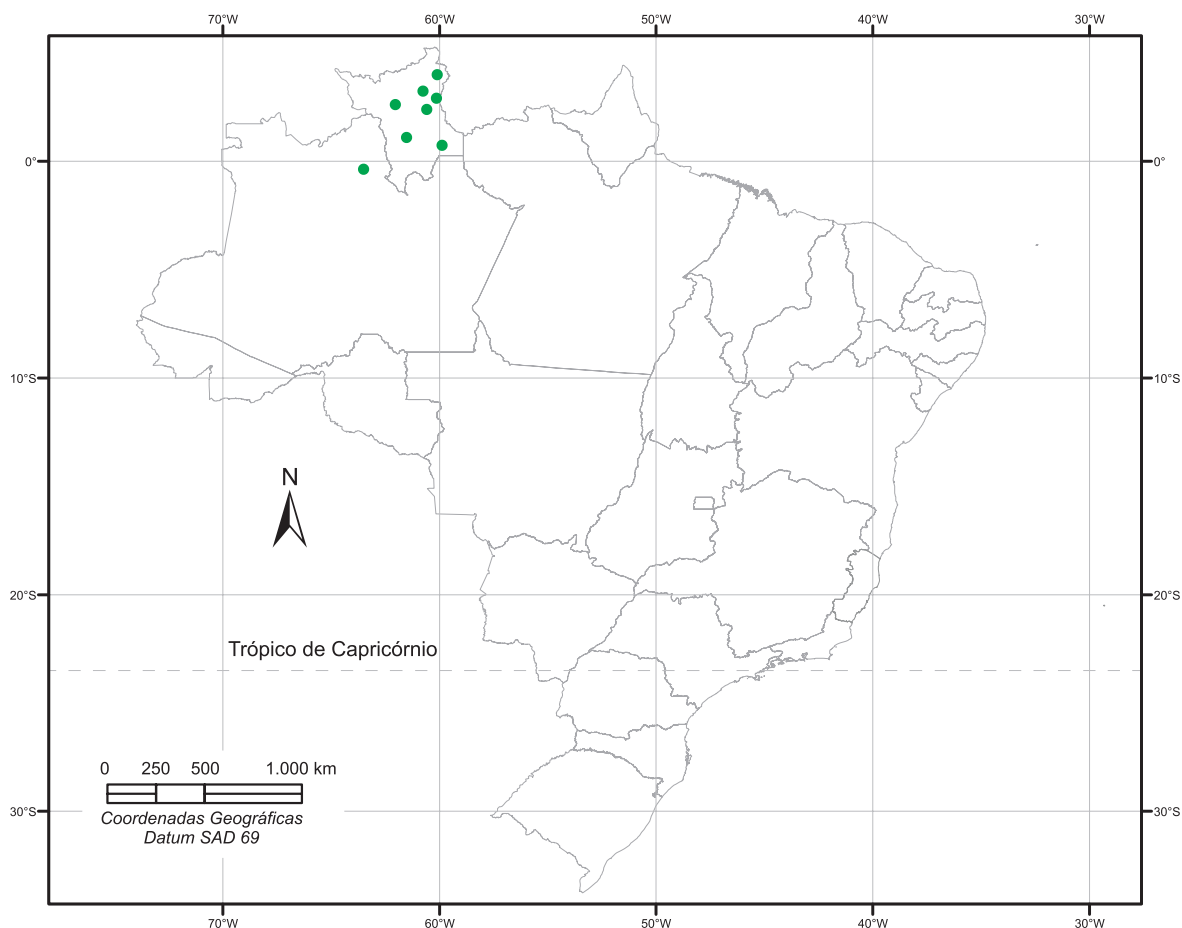 70°W 60°W 50°W 40°W 30°W
0° 0°
10°S 10°S
N
20°S 20°S
Trópico de Capricórnio
0 250 500 1.000 km
30°S 30°S
Coordenadas Geográficas
Datum SAD 69
70°W 60°W 50°W 40°W 30°W